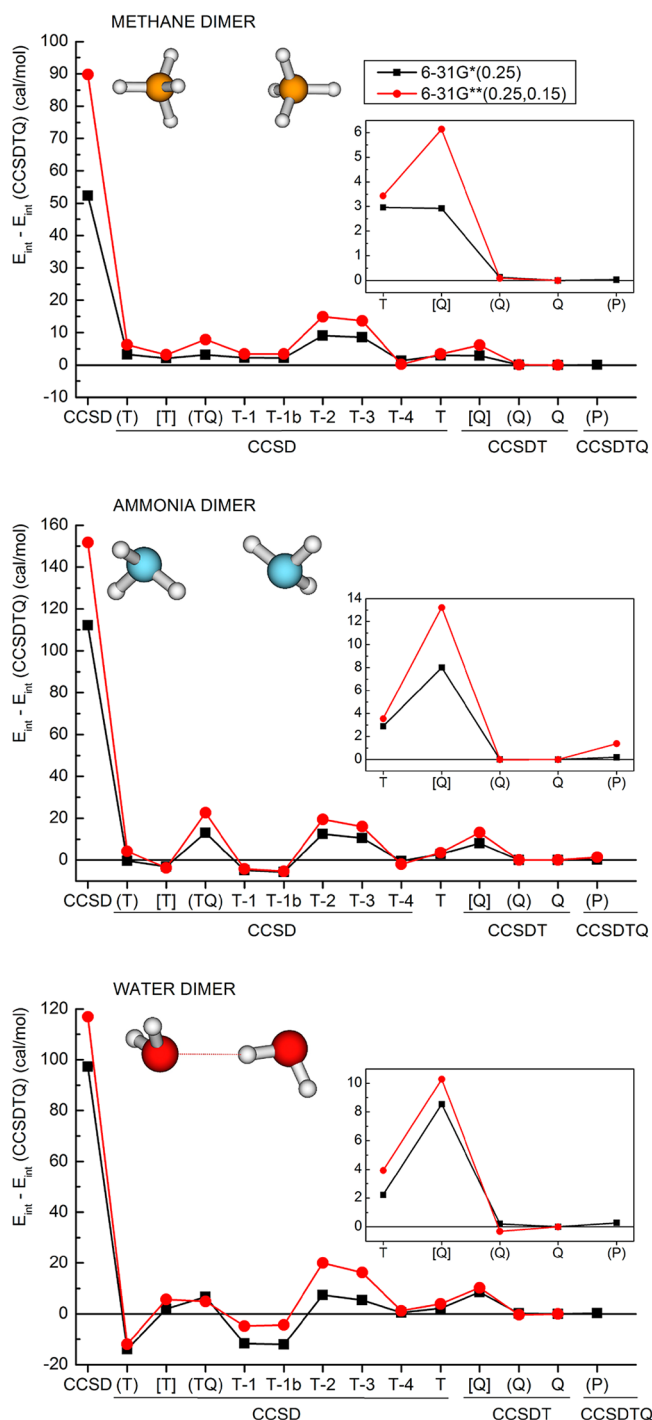 METHANE DIMER
6-31G*(0.25)
6-31G**(0.25,0.15)
E_int - E_int (CCSDTQ) (cal/mol)
100
90
80
70
60
50
40
30
20
10
0
-10
6
5
4
3
2
1
0
T [Q] (Q) Q (P)
CCSD (T) [T] (TQ) T-1 T-1b T-2 T-3 T-4 T [Q] (Q) Q (P)
CCSD CCSDT CCSDTQ
AMMONIA DIMER
E_int - E_int (CCSDTQ) (cal/mol)
160
140
120
100
80
60
40
20
0
14
12
10
8
6
4
2
0
T [Q] (Q) Q (P)
CCSD (T) [T] (TQ) T-1 T-1b T-2 T-3 T-4 T [Q] (Q) Q (P)
CCSD CCSDT CCSDTQ
WATER DIMER
E_int - E_int (CCSDTQ) (cal/mol)
120
100
80
60
40
20
0
-20
10
8
6
4
2
0
T [Q] (Q) Q (P)
CCSD (T) [T] (TQ) T-1 T-1b T-2 T-3 T-4 T [Q] (Q) Q (P)
CCSD CCSDT CCSDTQ